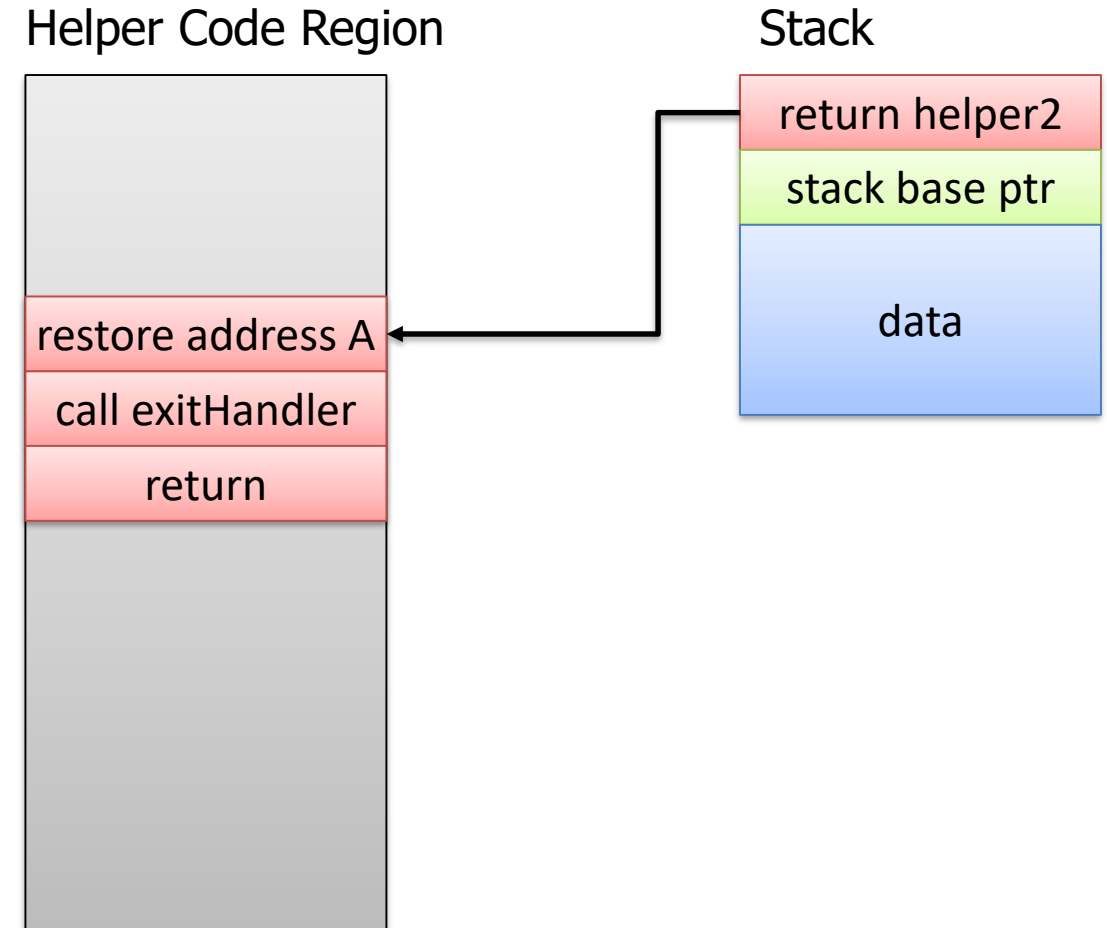 Helper Code Region
Stack
return helper2
stack base ptr
data
restore address A
call exitHandler
return